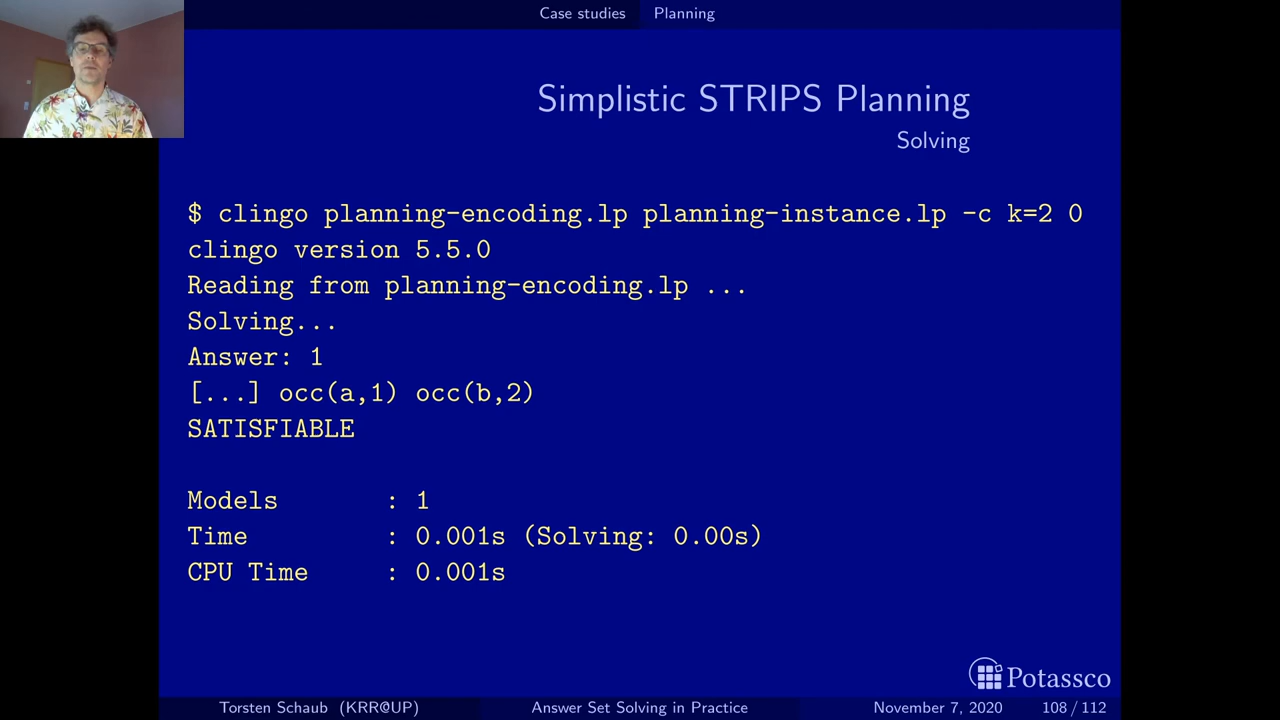 Case studies Planning
Simplistic STRIPS Planning
Solving
$ clingo planning-encoding.lp planning-instance.lp -c k=2 0
clingo version 5.5.0
Reading from planning-encoding.lp ...
Solving...
Answer: 1
[...] occ(a,1) occ(b,2)
SATISFIABLE
Models : 1
Time : 0.001s (Solving: 0.00s)
CPU Time : 0.001s
Potassco
Torsten Schaub (KRR@UP) Answer Set Solving in Practice November 7, 2020 108 / 112